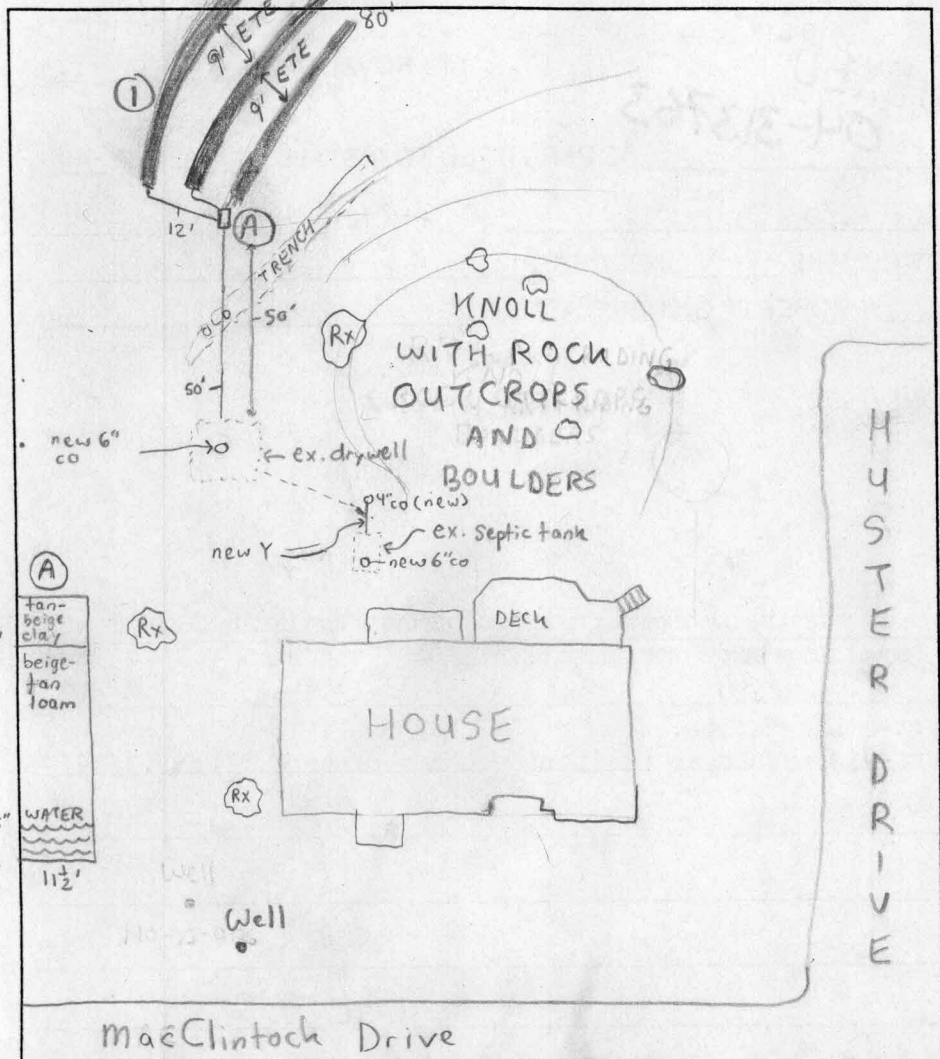 80'
9' ETE
9' ETE
1
12'
A
TRENCH
50'
50'
Rx
KNOLL
WITH ROCK
OUTCROPS
AND
BOULDERS
new 6"
co
ex. drywell
4"co (new)
new Y
ex. Septic tank
new 6"co
A
tan-
beige
clay
beige-
tan
loam
WATER
11½'
Rx
DECK
HOUSE
Rx
Well
HUSTER DRIVE
MacClintock Drive